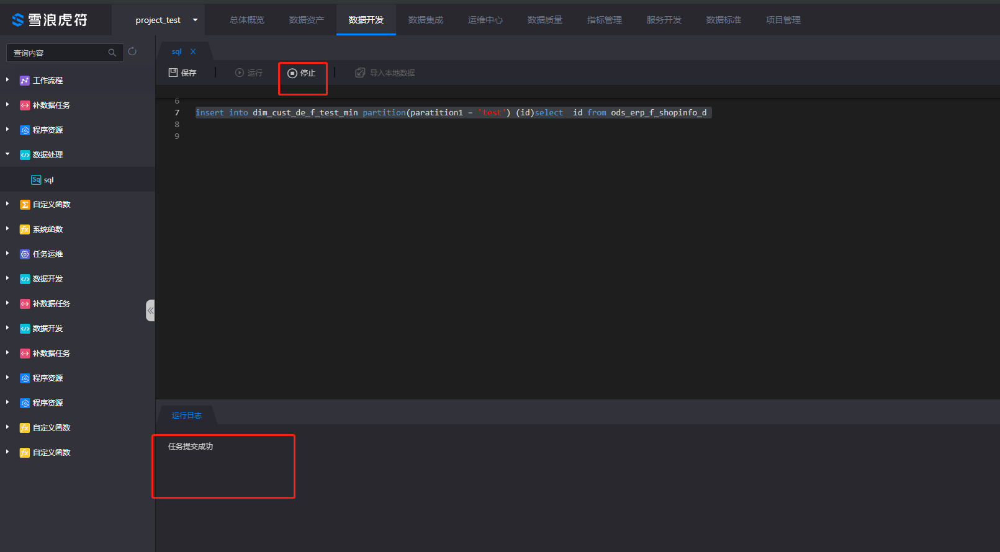 雪浪虎符
project_test
总体概览
数据资产
数据开发
数据集成
运维中心
数据质量
指标管理
服务开发
数据标准
项目管理
查询内容
工作流程
补数据任务
程序资源
数据处理
sql
自定义函数
系统函数
任务运维
数据开发
补数据任务
数据开发
补数据任务
程序资源
程序资源
自定义函数
自定义函数
sql
保存
运行
停止
导入本地数据
6
7 insert into dim_cust_de_f_test_min partition(paratition1 = 'test') (id)select  id from ods_erp_f_shopinfo_d
8
9
运行日志
任务提交成功